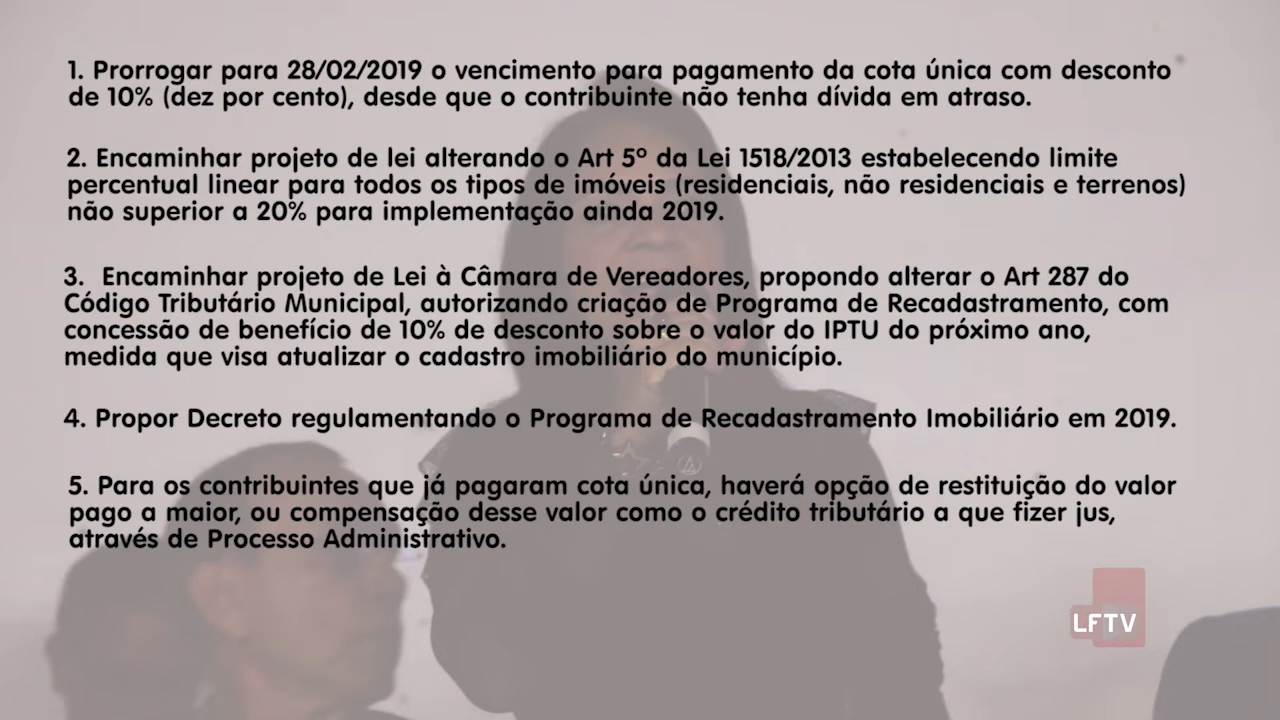 1. Prorrogar para 28/02/2019 o vencimento para pagamento da cota única com desconto
de 10% (dez por cento), desde que o contribuinte não tenha dívida em atraso.
2. Encaminhar projeto de lei alterando o Art 5º da Lei 1518/2013 estabelecendo limite
percentual linear para todos os tipos de imóveis (residenciais, não residenciais e terrenos)
não superior a 20% para implementação ainda 2019.
3. Encaminhar projeto de Lei à Câmara de Vereadores, propondo alterar o Art 287 do
Código Tributário Municipal, autorizando criação de Programa de Recadastramento, com
concessão de benefício de 10% de desconto sobre o valor do IPTU do próximo ano,
medida que visa atualizar o cadastro imobiliário do município.
4. Propor Decreto regulamentando o Programa de Recadastramento Imobiliário em 2019.
5. Para os contribuintes que já pagaram cota única, haverá opção de restituição do valor
pago a maior, ou compensação desse valor como o crédito tributário a que fizer jus,
através de Processo Administrativo.
LFTV